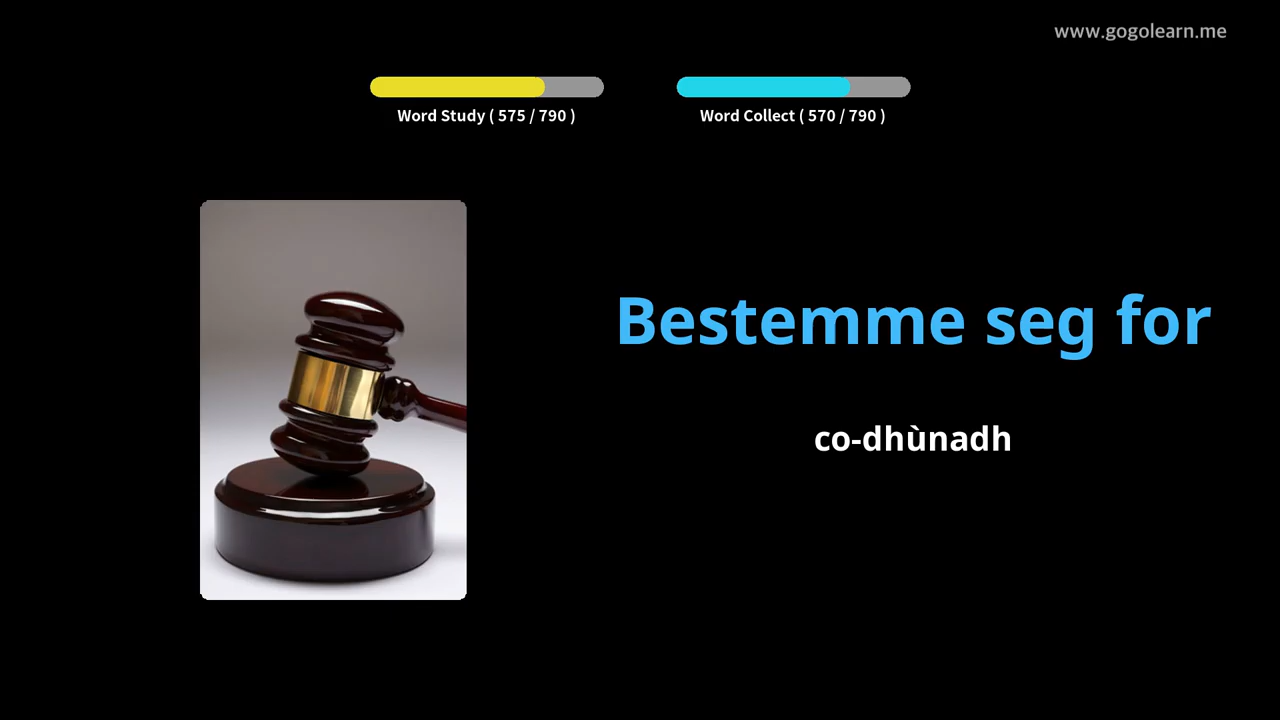 www.gogolearn.me
Word Study ( 575 / 790 )
Word Collect ( 570 / 790 )
Bestemme seg for
co-dhùnadh